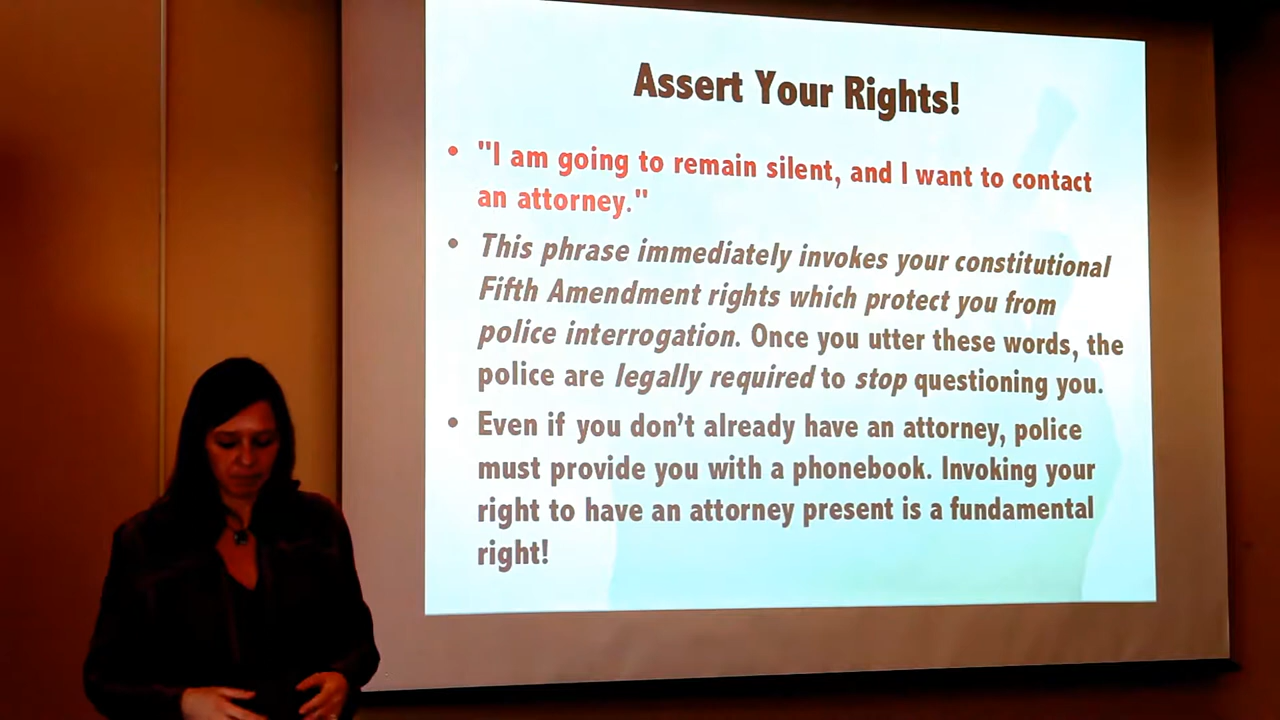 Assert Your Rights!
• "I am going to remain silent, and I want to contact
an attorney."
• This phrase immediately invokes your constitutional
Fifth Amendment rights which protect you from
police interrogation. Once you utter these words, the
police are legally required to stop questioning you.
• Even if you don’t already have an attorney, police
must provide you with a phonebook. Invoking your
right to have an attorney present is a fundamental
right!